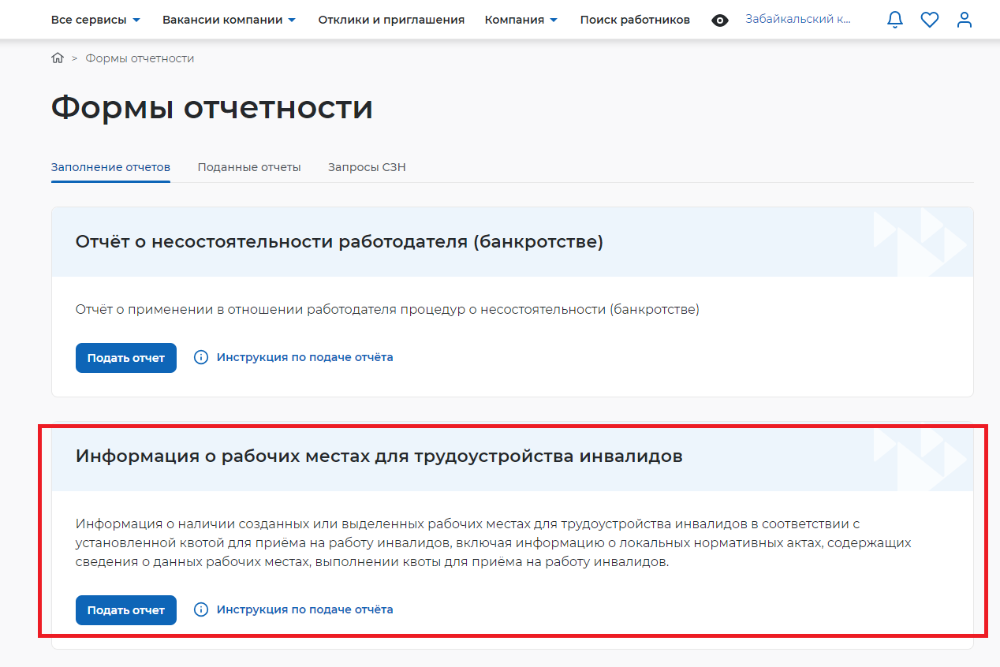 Все сервисы Вакансии компании Отклики и приглашения Компания Поиск работников Забайкальский к...
> Формы отчетности
Формы отчетности
Заполнение отчетов Поданные отчеты Запросы СЗН
Отчёт о несостоятельности работодателя (банкротстве)
Отчёт о применении в отношении работодателя процедур о несостоятельности (банкротстве)
Подать отчет Инструкция по подаче отчёта
Информация о рабочих местах для трудоустройства инвалидов
Информация о наличии созданных или выделенных рабочих местах для трудоустройства инвалидов в соответствии с
установленной квотой для приёма на работу инвалидов, включая информацию о локальных нормативных актах, содержащих
сведения о данных рабочих местах, выполнении квоты для приёма на работу инвалидов.
Подать отчет Инструкция по подаче отчёта